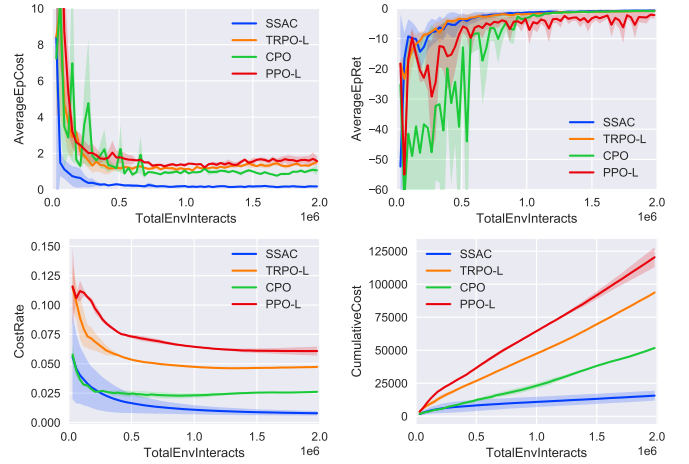 AverageEpCost
10
8
6
4
2
0
0.0
0.5
1.0
1.5
2.0
TotalEnvInteracts
1e6
SSAC
TRPO-L
CPO
PPO-L
AverageEpRet
0
−10
−20
−30
−40
−50
−60
0.0
0.5
1.0
1.5
2.0
TotalEnvInteracts
1e6
SSAC
TRPO-L
CPO
PPO-L
CostRate
0.150
0.125
0.100
0.075
0.050
0.025
0.000
0.0
0.5
1.0
1.5
2.0
TotalEnvInteracts
1e6
SSAC
TRPO-L
CPO
PPO-L
CumulativeCost
125000
100000
75000
50000
25000
0
0.0
0.5
1.0
1.5
2.0
TotalEnvInteracts
1e6
SSAC
TRPO-L
CPO
PPO-L